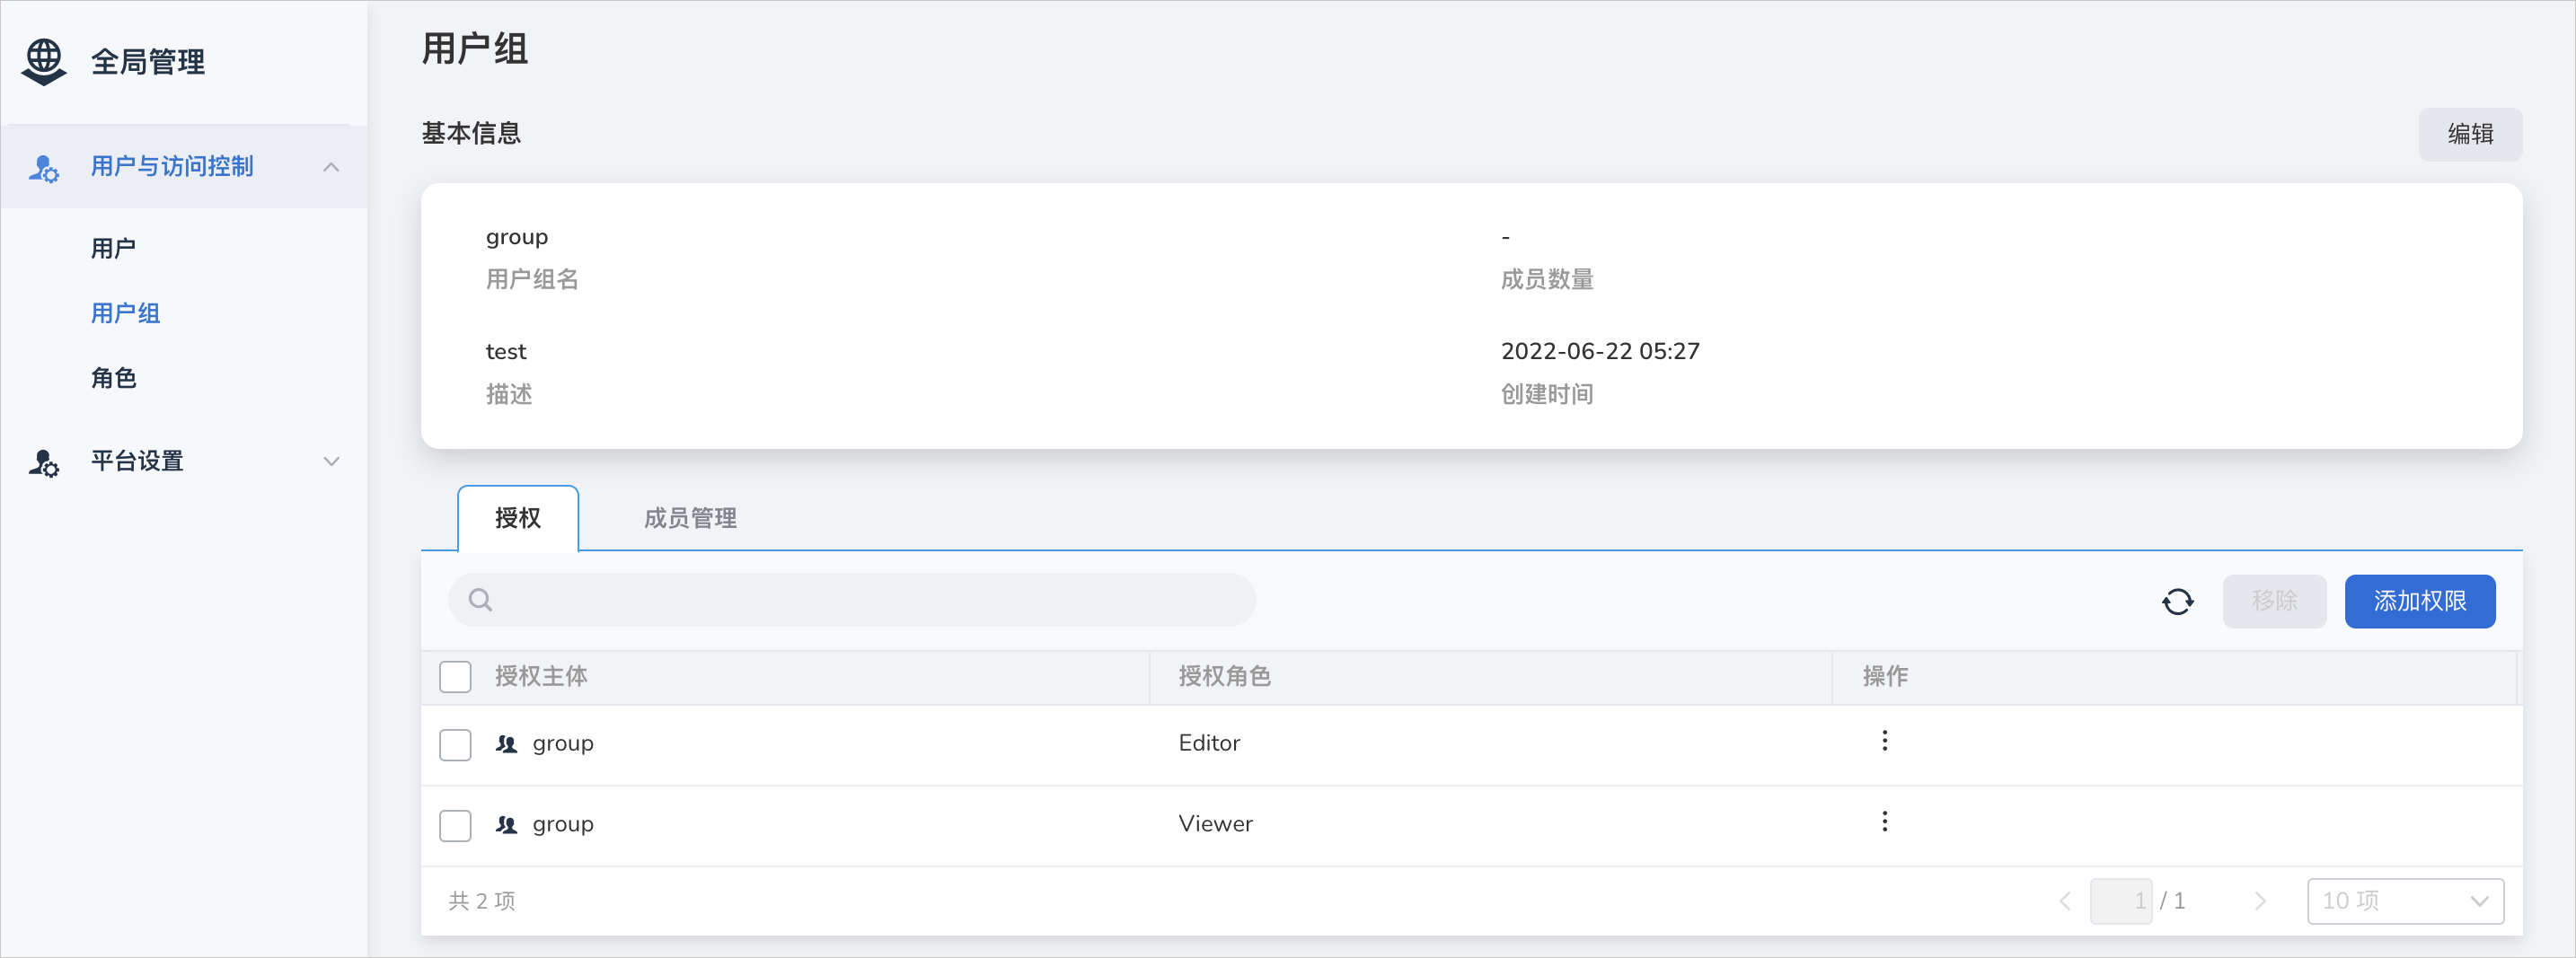 全局管理
用户与访问控制
用户
用户组
角色
平台设置
用户组
基本信息
编辑
group
用户组名
-
成员数量
test
描述
2022-06-22 05:27
创建时间
授权 成员管理
移除 添加权限
授权主体 授权角色 操作
group Editor
group Viewer
共 2 项 1 / 1 10 项